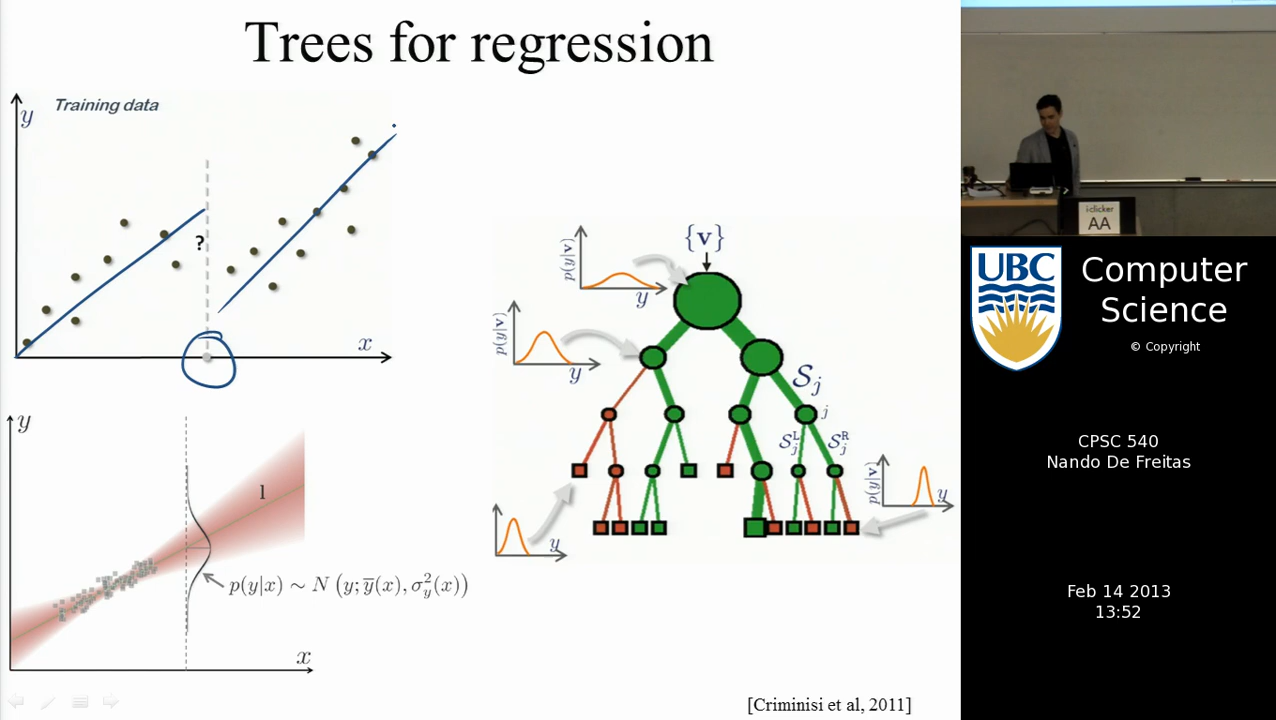 Trees for regression
Training data
y
?
x
y
l
p(y|x) ∼ N (y; y̅(x), σ²_y(x))
x
{v}
p(y|v)
y
p(y|v)
y
S_j
j
S_j^L
S_j^R
p(y|v)
y
y
[Criminisi et al, 2011]
i-clicker
AA
UBC
Computer
Science
© Copyright
CPSC 540
Nando De Freitas
Feb 14 2013
13:52